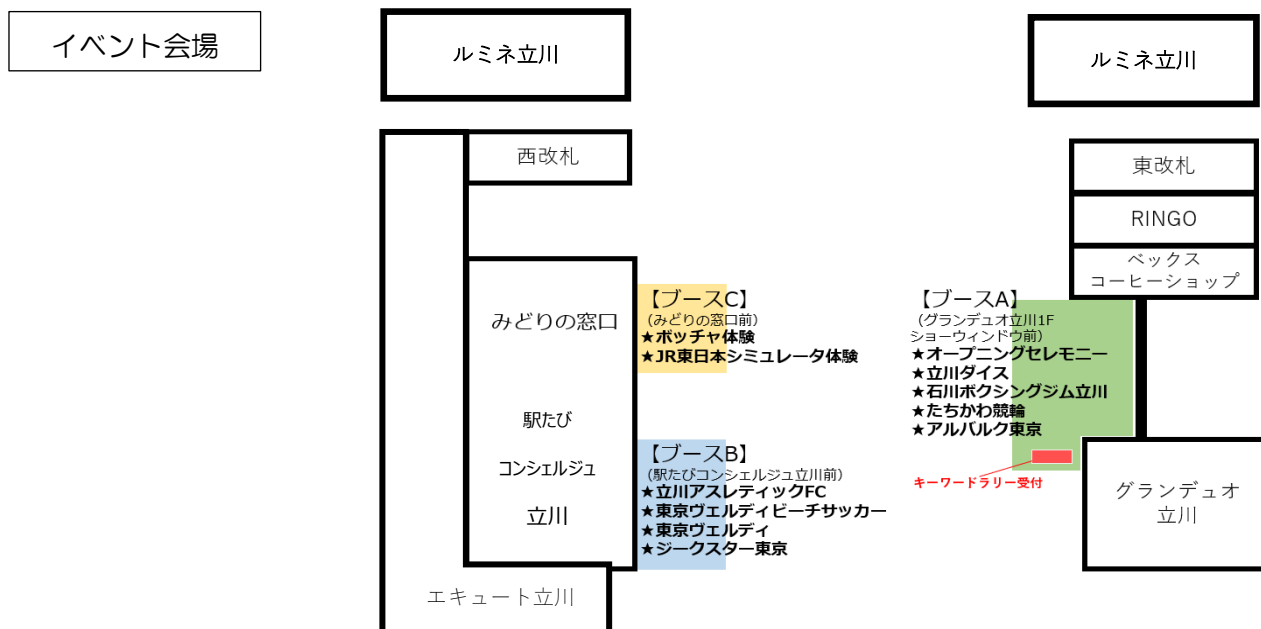 イベント会場
ルミネ立川
ルミネ立川
西改札
東改札
RINGO
ベックス
コーヒーショップ
みどりの窓口
駅たび
コンシェルジュ
立川
【ブースC】
(みどりの窓口前)
★ボッチャ体験
★JR東日本シミュレータ体験
【ブースB】
(駅たびコンシェルジュ立川前)
★立川アスレティックFC
★東京ヴェルディビーチサッカー
★東京ヴェルディ
★ジークスター東京
【ブースA】
(グランデュオ立川1F
ショーウィンドウ前)
★オープニングセレモニー
★立川ダイス
★石川ボクシングジム立川
★たちかわ競輪
★アルバルク東京
キーワードラリー受付
グランデュオ
立川
エキュート立川